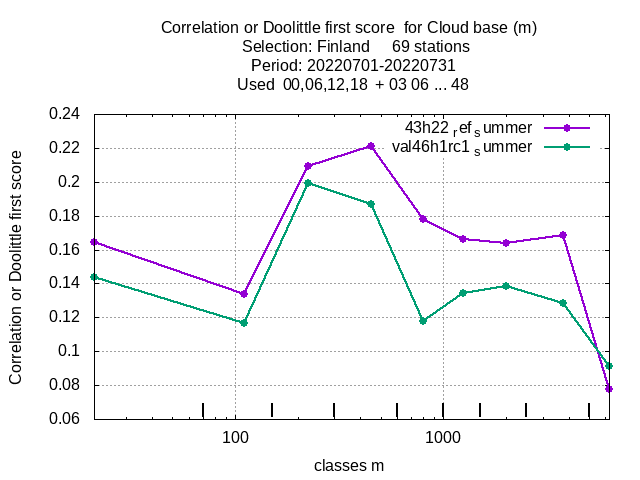 Correlation or Doolittle first score  for Cloud base (m)
Selection: Finland     69 stations
Period: 20220701-20220731
Used  00,06,12,18  + 03 06 ... 48
43h22 ref summer
val46h1rc1 summer
Correlation or Doolittle first score
0.24
0.22
0.2
0.18
0.16
0.14
0.12
0.1
0.08
0.06
100
1000
classes m